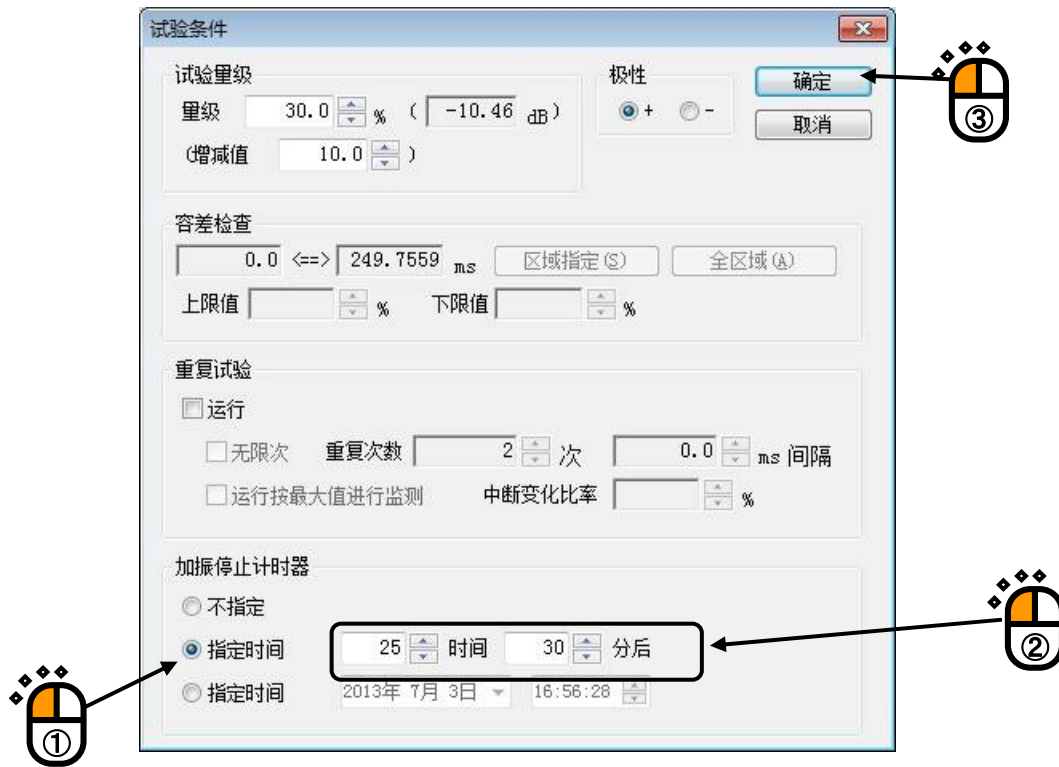 试验条件
试验量级
量级 30.0 % ( -10.46 dB)
(增减值 10.0 )
极性
+ -
确定
取消
③
容差检查
0.0 <==> 249.7559 ms 区域指定(S) 全区域(A)
上限值 % 下限值 %
重复试验
运行
无限次 重复次数 2 次 0.0 ms 间隔
运行按最大值进行监测 中断变化比率 %
加振停止计时器
不指定
指定时间 25 时间 30 分后
②
指定时间 2013年 7月 3日 16:56:28
①